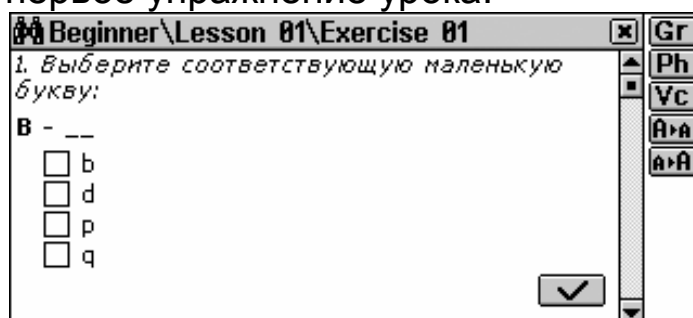 первое упражнение урока:
Beginner\Lesson 01\Exercise 01
1. Выберите соответствующую маленькую
букву:
B - __
b
d
p
q
Gr
Ph
Vc
A▸a
a▸A